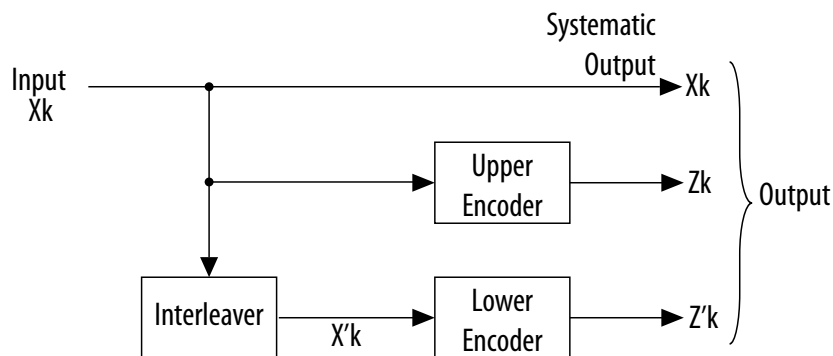 Systematic
Output
Input
Xk
Xk
Upper
Encoder
Zk
Output
Interleaver
X'k
Lower
Encoder
Z'k